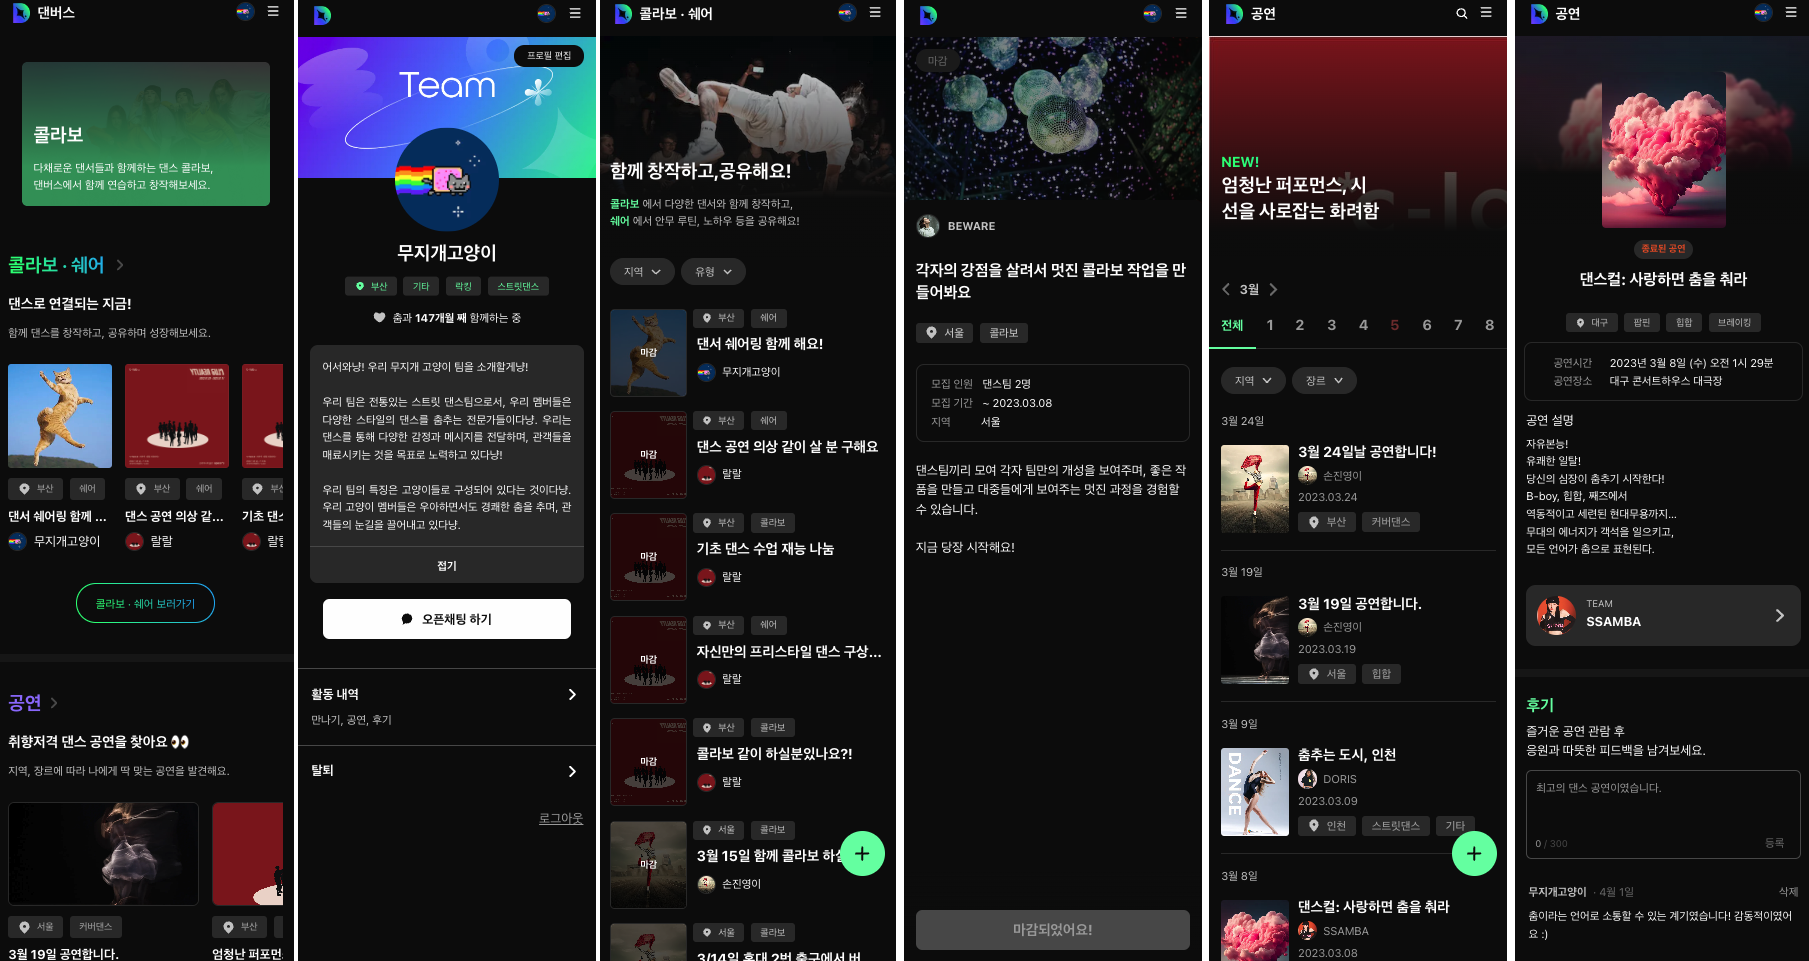 댄버스
콜라보
다채로운 댄서들과 함께하는 댄스 콜라보,
댄버스에서 함께 연습하고 창작해보세요.
콜라보 · 쉐어
댄스로 연결되는 지금!
함께 댄스를 창작하고, 공유하며 성장해보세요.
부산 쉐어
부산 쉐어
부산
댄서 쉐어링 함께 ...
댄스 공연 의상 같...
기초 댄스
무지개고양이
랄랄
랄랄
콜라보 · 쉐어 보러가기
공연
취향저격 댄스 공연을 찾아요 👀
지역, 장르에 따라 나에게 딱 맞는 공연을 발견해요.
서울 커버댄스
부산
3월 19일 공연합니다.
엄청난 퍼포먼스
프로필 편집
Team
무지개고양이
부산 기타 락킹 스트릿댄스
춤과 147개월 째 함께하는 중
어서와냥! 우리 무지개 고양이 팀을 소개할게냥!
우리 팀은 전통있는 스트릿 댄스팀으로서, 우리 멤버들은
다양한 스타일의 댄스를 춤추는 전문가들이다냥. 우리는
댄스를 통해 다양한 감정과 메시지를 전달하며, 관객들을
매료시키는 것을 목표로 노력하고 있다냥!
우리 팀의 특징은 고양이들로 구성되어 있다는 것이다냥.
우리 고양이 멤버들은 우아하면서도 경쾌한 춤을 추며, 관
객들의 눈길을 끌어내고 있다냥.
접기
오픈채팅 하기
활동 내역
만나기, 공연, 후기
탈퇴
로그아웃
콜라보 · 쉐어
함께 창작하고,공유해요!
콜라보 에서 다양한 댄서와 함께 창작하고,
쉐어 에서 안무 루틴, 노하우 등을 공유해요!
지역 유형
마감
부산 쉐어
댄서 쉐어링 함께 해요!
무지개고양이
마감
부산 쉐어
댄스 공연 의상 같이 살 분 구해요
랄랄
마감
부산 콜라보
기초 댄스 수업 재능 나눔
랄랄
마감
부산 쉐어
자신만의 프리스타일 댄스 구상...
랄랄
마감
부산 콜라보
콜라보 같이 하실분있나요?!
랄랄
마감
서울 콜라보
3월 15일 함께 콜라보 하실
손진영이
서울 콜라보
3/14일 홍대 2번 출구에서 버
마감
BEWARE
각자의 강점을 살려서 멋진 콜라보 작업을 만
들어봐요
서울 콜라보
모집 인원 댄스팀 2명
모집 기간 ~ 2023.03.08
지역 서울
댄스팀끼리 모여 각자 팀만의 개성을 보여주며, 좋은 작
품을 만들고 대중들에게 보여주는 멋진 과정을 경험할
수 있습니다.
지금 당장 시작해요!
마감되었어요!
공연
NEW!
엄청난 퍼포먼스, 시
선을 사로잡는 화려함
3월
전체 1 2 3 4 5 6 7 8
지역 장르
3월 24일
3월 24일날 공연합니다!
손진영이
2023.03.24
부산 커버댄스
3월 19일
3월 19일 공연합니다.
손진영이
2023.03.19
서울 힙합
3월 9일
DANCE
춤추는 도시, 인천
DORIS
2023.03.09
인천 스트릿댄스 기타
3월 8일
댄스컬: 사랑하면 춤을 춰라
SSAMBA
2023.03.08
공연
종료된 공연
댄스컬: 사랑하면 춤을 춰라
대구 팝핀 힙합 브레이킹
공연시간 2023년 3월 8일 (수) 오전 1시 29분
공연장소 대구 콘서트하우스 대극장
공연 설명
자유본능!
유쾌한 일탈!
당신의 심장이 춤추기 시작한다!
B-boy, 힙합, 째즈에서
역동적이고 세련된 현대무용까지...
무대의 에너지가 객석을 일으키고,
모든 언어가 춤으로 표현된다.
TEAM
SSAMBA
후기
즐거운 공연 관람 후
응원과 따뜻한 피드백을 남겨보세요.
최고의 댄스 공연이였습니다.
0 / 300 등록
무지개고양이 · 4월 1일 삭제
춤이라는 언어로 소통할 수 있는 계기였습니다! 감동적이였어
요 :)